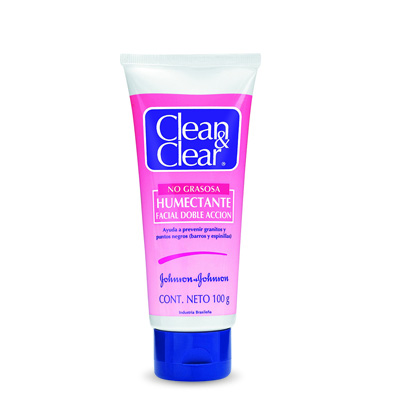 Clean &
Clear®
NO GRASOSA
HUMECTANTE
FACIAL DOBLE ACCION
Ayuda a prevenir granitos y
puntos negros (barros y espinillas)
Johnson & Johnson
CONT. NETO 100 g
Industria Brasileña